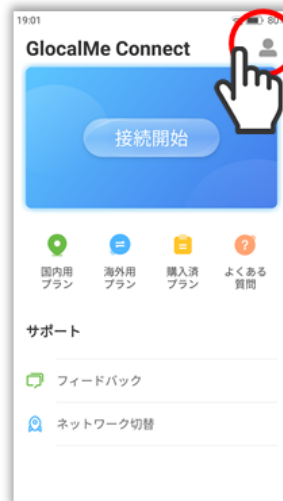 19:01 80
GlocalMe Connect
接続開始
国内用 海外用 購入済 よくある
プラン プラン プラン 質問
サポート
フィードバック
ネットワーク切替